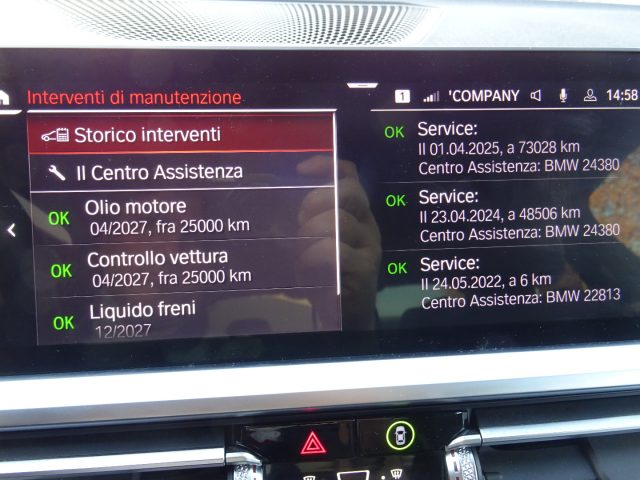 Interventi di manutenzione
1 'COMPANY 14:58
Storico interventi
Il Centro Assistenza
OK Olio motore
04/2027, fra 25000 km
OK Controllo vettura
04/2027, fra 25000 km
OK Liquido freni
12/2027
OK Service:
Il 01.04.2025, a 73028 km
Centro Assistenza: BMW 24380
OK Service:
Il 23.04.2024, a 48506 km
Centro Assistenza: BMW 24380
OK Service:
Il 24.05.2022, a 6 km
Centro Assistenza: BMW 22813